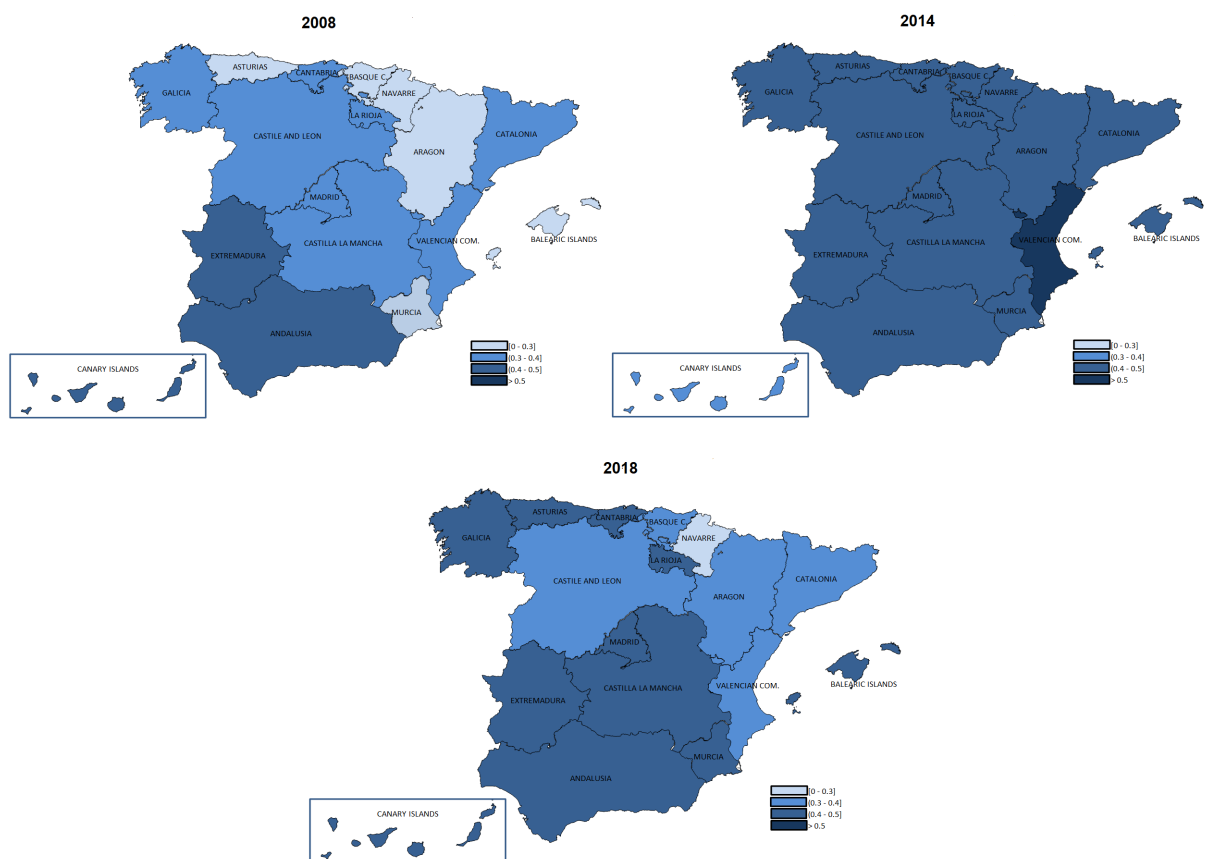 2008
ASTURIAS
CANTABRIA
BASQUE C.
GALICIA
NAVARRE
LA RIOJA
CASTILE AND LEON
CATALONIA
ARAGON
MADRID
CASTILLA LA MANCHA
VALENCIAN COM.
BALEARIC ISLANDS
EXTREMADURA
MURCIA
ANDALUSIA
CANARY ISLANDS
[0 - 0.3]
(0.3 - 0.4]
(0.4 - 0.5]
> 0.5
2014
ASTURIAS
CANTABRIA
BASQUE C.
GALICIA
NAVARRE
LA RIOJA
CASTILE AND LEON
CATALONIA
ARAGON
MADRID
CASTILLA LA MANCHA
VALENCIAN COM.
BALEARIC ISLANDS
EXTREMADURA
MURCIA
ANDALUSIA
CANARY ISLANDS
[0 - 0.3]
(0.3 - 0.4]
(0.4 - 0.5]
> 0.5
2018
ASTURIAS
CANTABRIA
BASQUE C.
GALICIA
NAVARRE
LA RIOJA
CASTILE AND LEON
CATALONIA
ARAGON
MADRID
CASTILLA LA MANCHA
VALENCIAN COM.
BALEARIC ISLANDS
EXTREMADURA
MURCIA
ANDALUSIA
CANARY ISLANDS
[0 - 0.3]
(0.3 - 0.4]
(0.4 - 0.5]
> 0.5